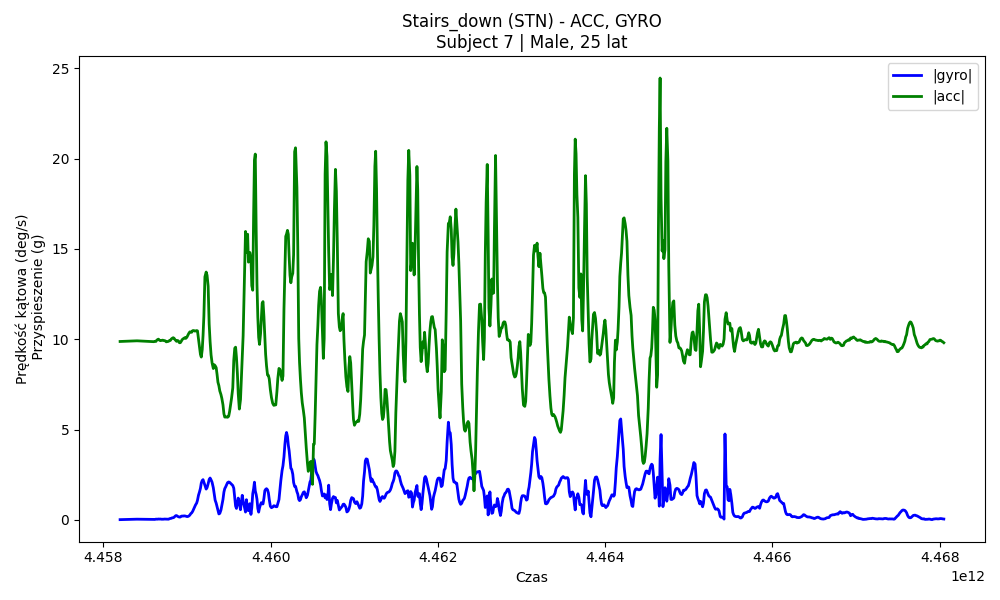 Stairs_down (STN) - ACC, GYRO
Subject 7 | Male, 25 lat
|gyro|
|acc|
Prędkość kątowa (deg/s)
Przyspieszenie (g)
25
20
15
10
5
0
4.458
4.460
4.462
4.464
4.466
4.468
1e12
Czas